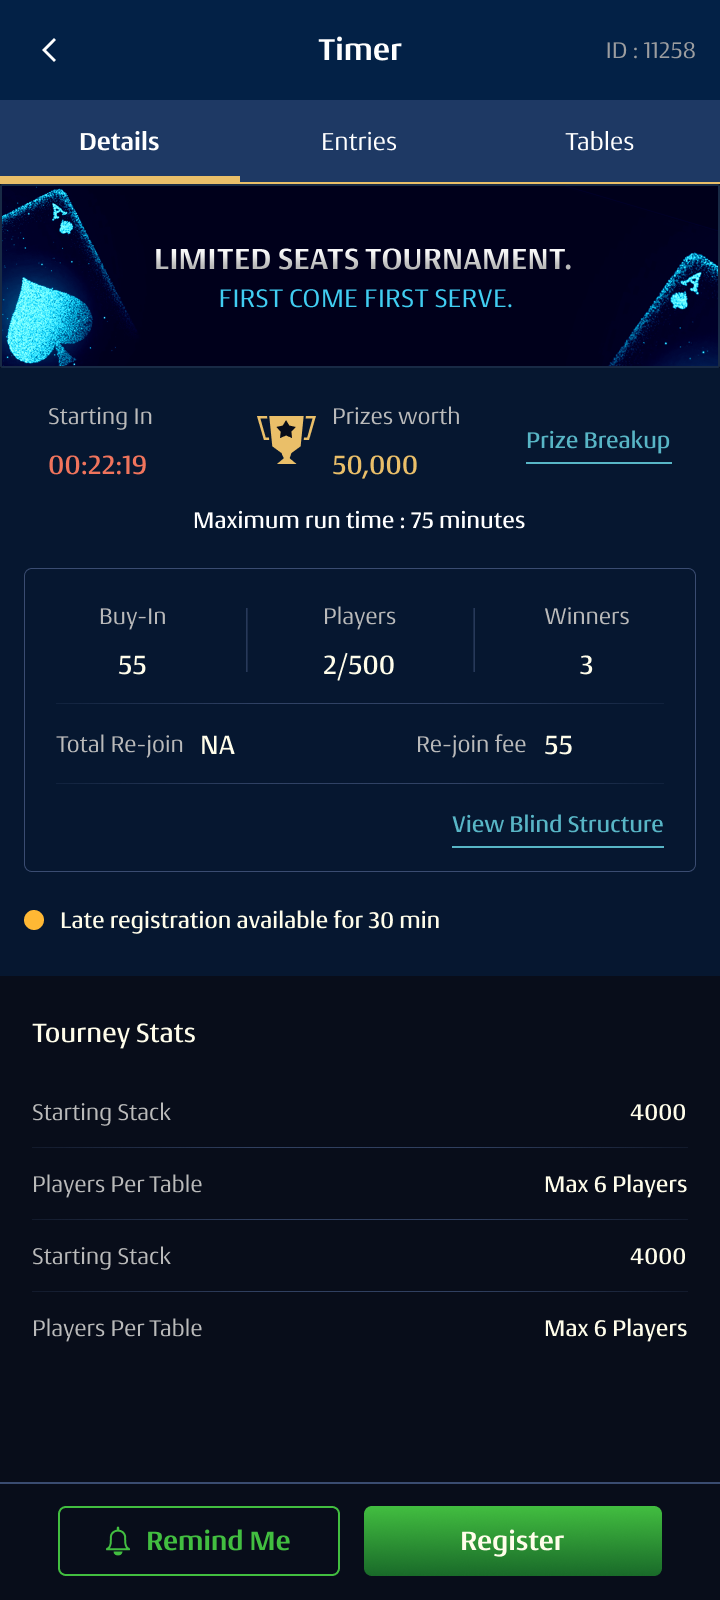 Timer ID : 11258
Details Entries Tables
A
LIMITED SEATS TOURNAMENT.
FIRST COME FIRST SERVE.
A
Starting In Prizes worth
Prize Breakup
00:22:19 50,000
Maximum run time : 75 minutes
Buy-In Players Winners
55 2/500 3
Total Re-join NA Re-join fee 55
View Blind Structure
Late registration available for 30 min
Tourney Stats
Starting Stack 4000
Players Per Table Max 6 Players
Starting Stack 4000
Players Per Table Max 6 Players
Remind Me Register